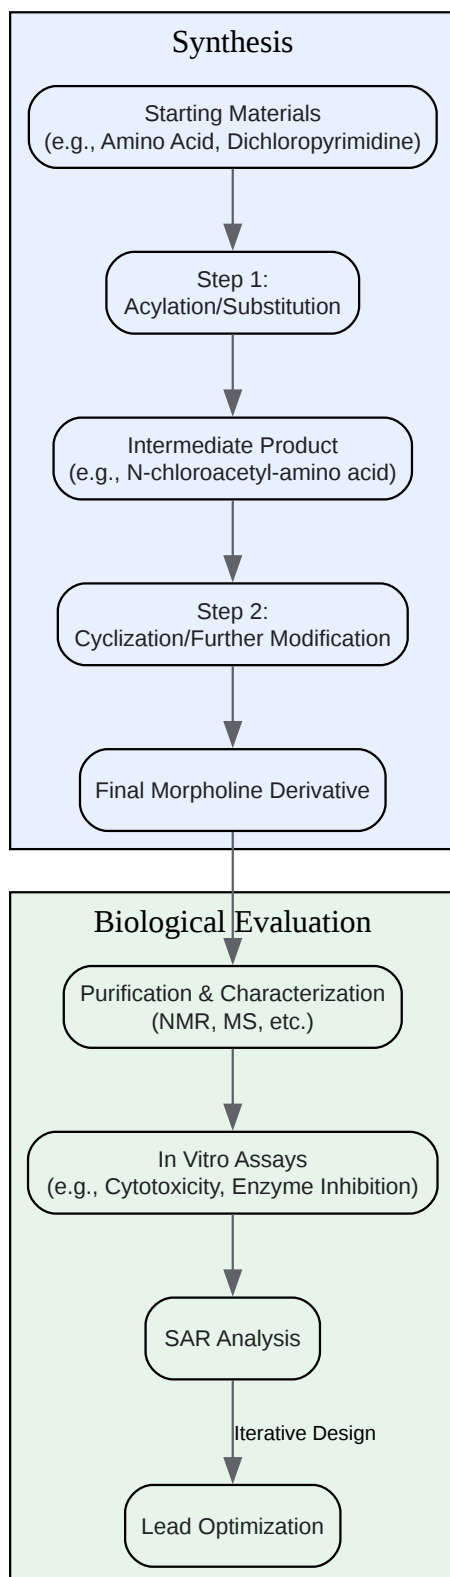 Synthesis
Starting Materials
(e.g., Amino Acid, Dichloropyrimidine)
Step 1:
Acylation/Substitution
Intermediate Product
(e.g., N-chloroacetyl-amino acid)
Step 2:
Cyclization/Further Modification
Final Morpholine Derivative
Biological Evaluation
Purification & Characterization
(NMR, MS, etc.)
In Vitro Assays
(e.g., Cytotoxicity, Enzyme Inhibition)
SAR Analysis
Iterative Design
Lead Optimization